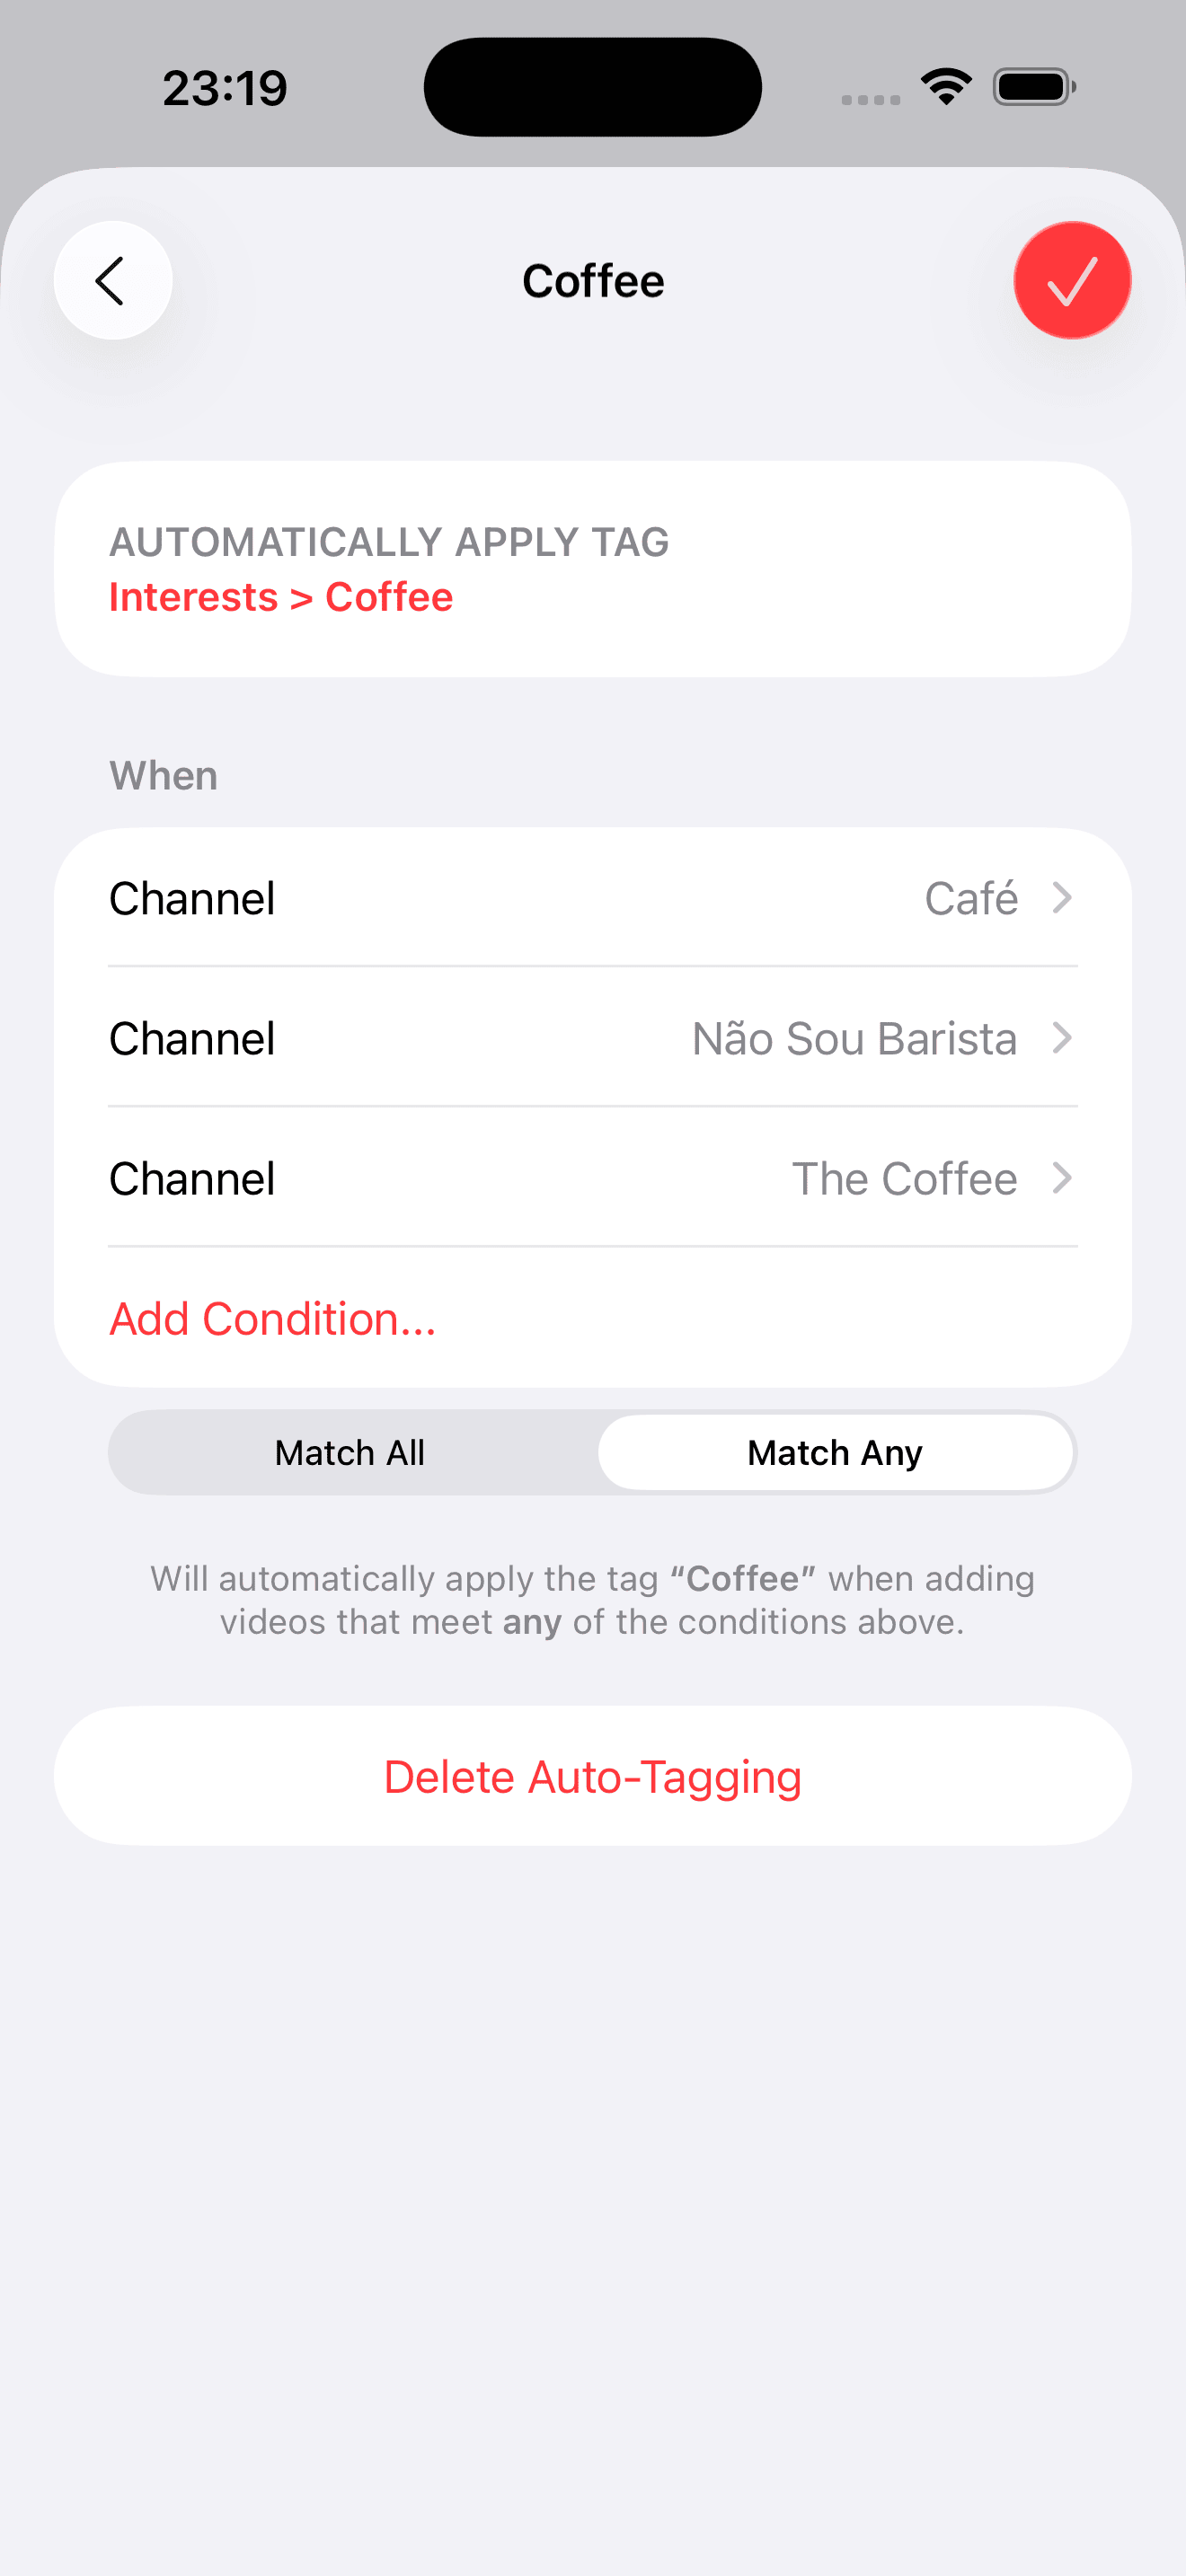 23:19
Coffee
AUTOMATICALLY APPLY TAG
Interests > Coffee
When
Channel Café
Channel Não Sou Barista
Channel The Coffee
Add Condition...
Match All Match Any
Will automatically apply the tag “Coffee” when adding
videos that meet any of the conditions above.
Delete Auto-Tagging